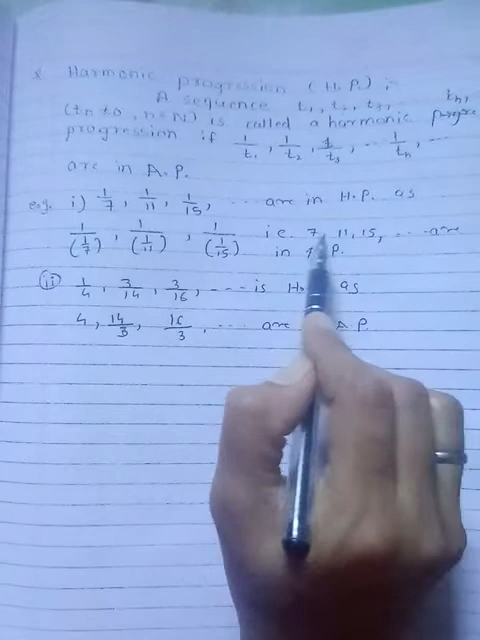 * Harmonic progression (H.P.) :
A sequence t₁, t₂, t₃, tₙ,
(tₙ ≠ 0, n ∈ N) is called a harmonic
progression if 1/t₁, 1/t₂, 1/t₃, ... 1/tₙ, ...
are in A.P.
e.g. i) 1/7, 1/11, 1/15, ... are in H.P. as
1/(1/7), 1/(1/11), 1/(1/15) i.e. 7, 11, 15, ... are
in P.
(ii) 1/4, 3/14, 3/16, ---- is H. as
4, 14/3, 16/3, ... are A.P.